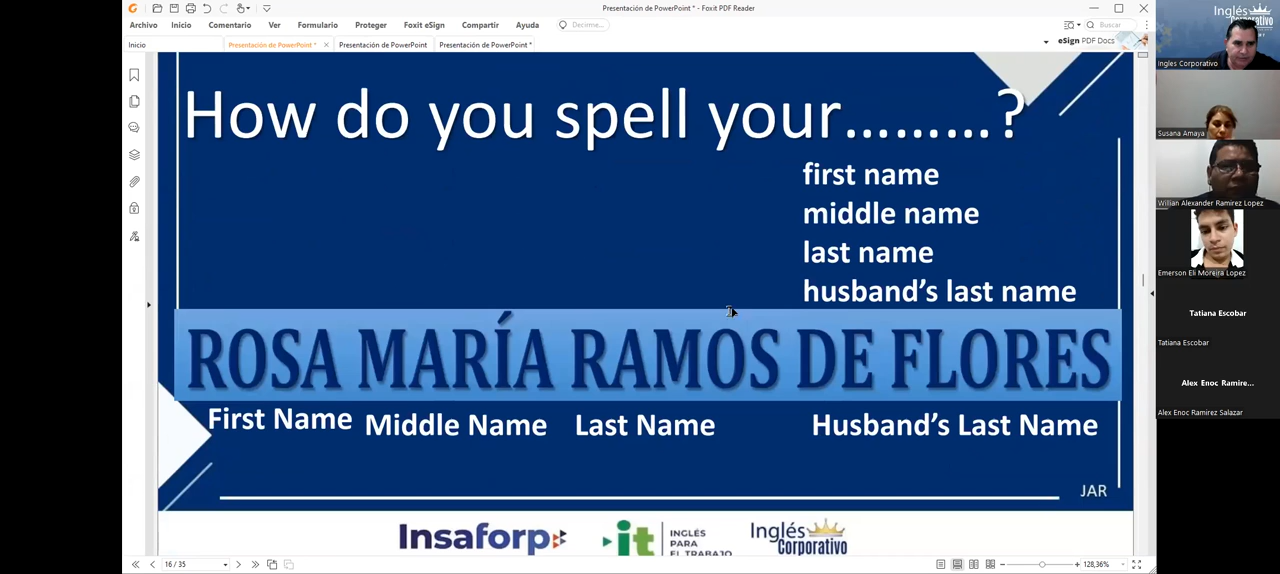 Presentación de PowerPoint * - Foxit PDF Reader
Archivo Inicio Comentario Ver Formulario Proteger Foxit eSign Compartir Ayuda Decirme... Buscar
Inicio Presentación de PowerPoint * Presentación de PowerPoint Presentación de PowerPoint * eSign PDF Docs
How do you spell your.........?
first name
middle name
last name
husband's last name
ROSA MARÍA RAMOS DE FLORES
First Name Middle Name Last Name Husband's Last Name
JAR
Insaforp it INGLÉS PARA EL TRABAJO Inglés Corporativo
16 / 35 128,36%
Inglés Corporativo
Ingles Corporativo
Susana Amaya
Willian Alexander Ramirez Lopez
Emerson Eli Moreira Lopez
Tatiana Escobar
Tatiana Escobar
Alex Enoc Ramire...
Alex Enoc Ramirez Salazar